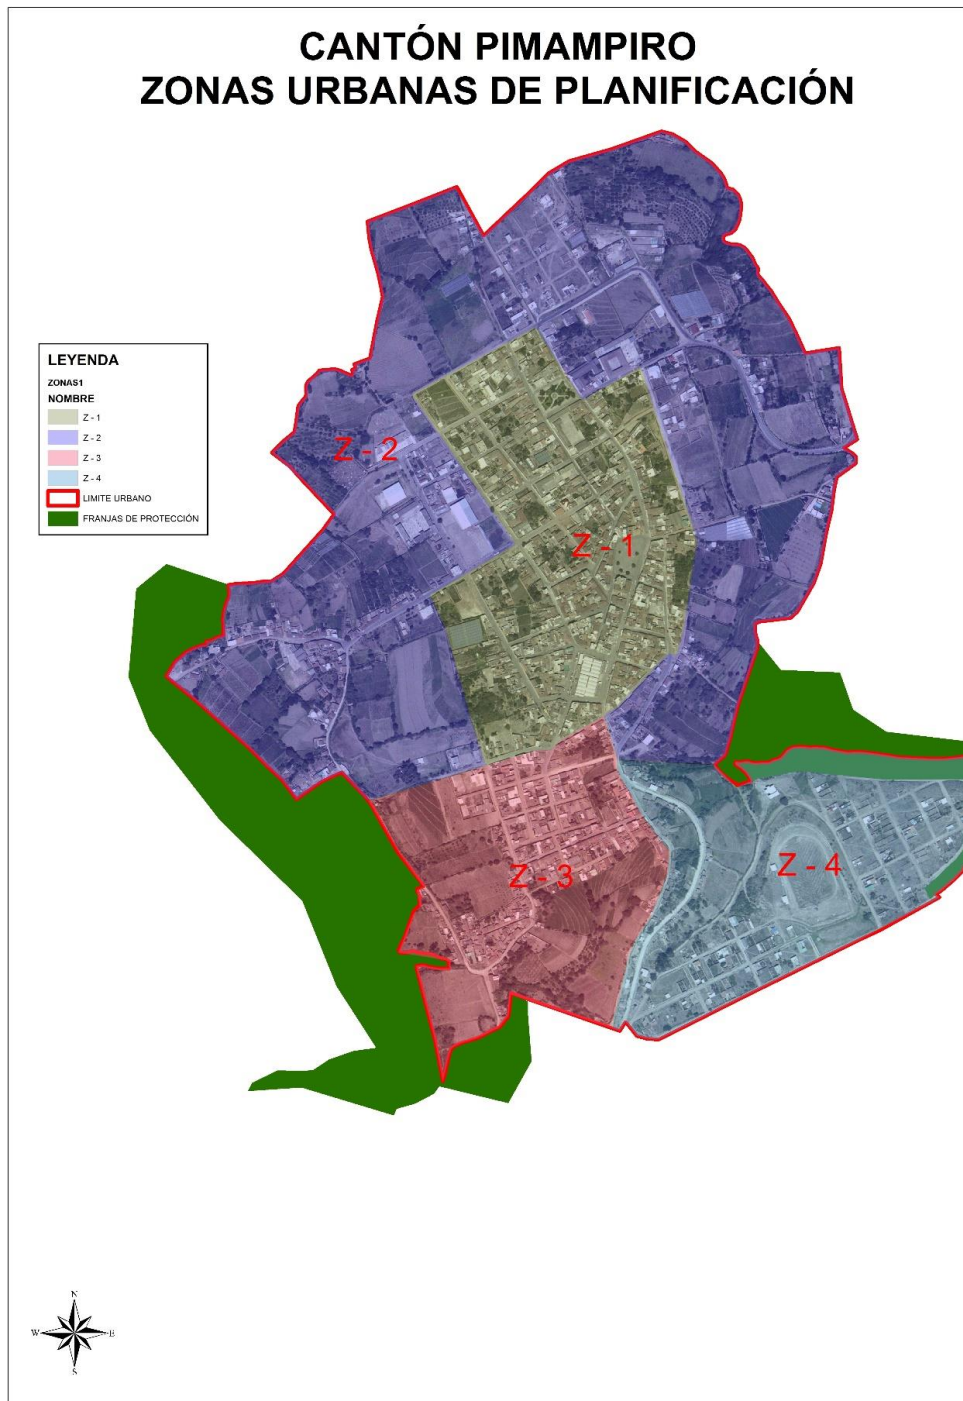 CANTÓN PIMAMPIRO
ZONAS URBANAS DE PLANIFICACIÓN
LEYENDA
ZONAS1
NOMBRE
Z - 1
Z - 2
Z - 3
Z - 4
LIMITE URBANO
FRANJAS DE PROTECCIÓN
Z - 2
Z - 1
Z - 3
Z - 4
N
W
E
S